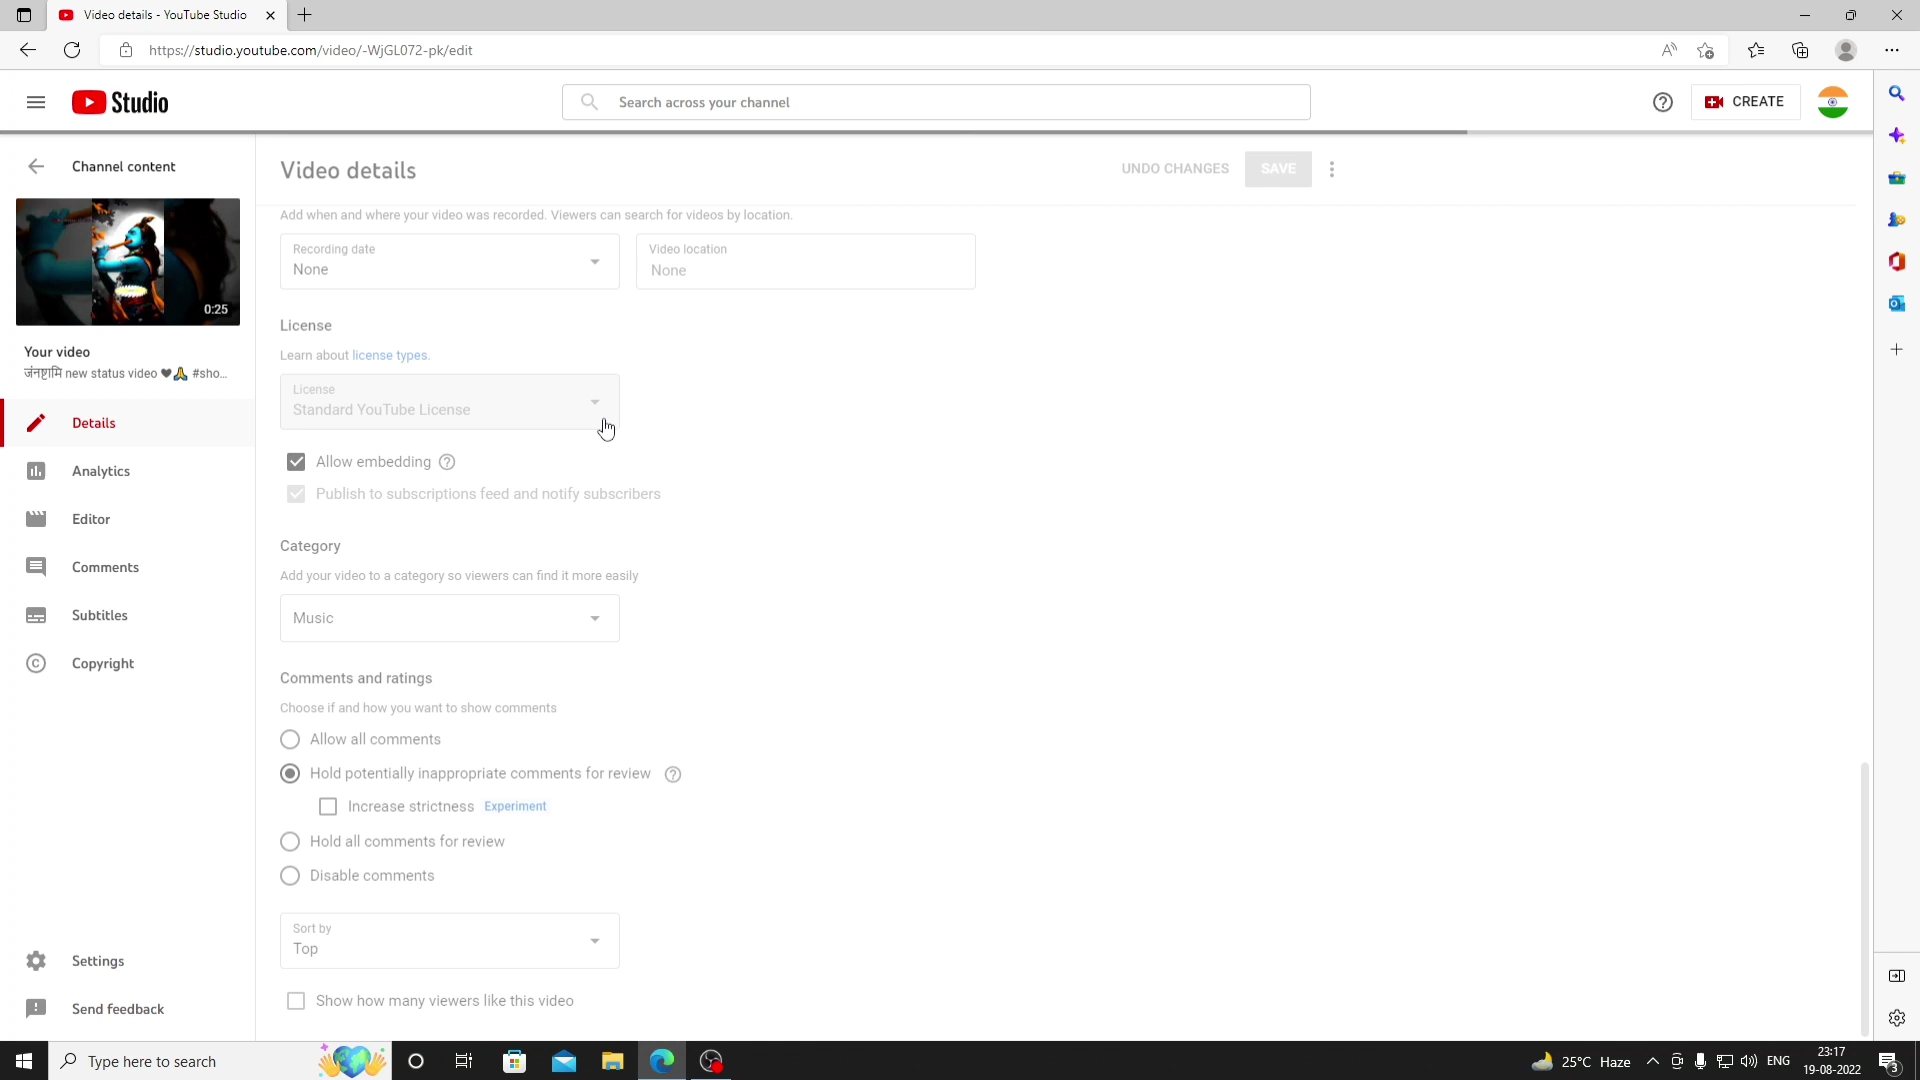 Video details - YouTube Studio
https://studio.youtube.com/video/-WjGL072-pk/edit
Studio
Search across your channel
CREATE
Channel content
0:25
Your video
जंनष्टामि new status video ❤🙏 #sho...
Details
Analytics
Editor
Comments
Subtitles
Copyright
Settings
Send feedback
Video details
UNDO CHANGES
SAVE
Add when and where your video was recorded. Viewers can search for videos by location.
Recording date
None
Video location
None
License
Learn about license types.
License
Standard YouTube License
Allow embedding
Publish to subscriptions feed and notify subscribers
Category
Add your video to a category so viewers can find it more easily
Music
Comments and ratings
Choose if and how you want to show comments
Allow all comments
Hold potentially inappropriate comments for review
Increase strictness Experiment
Hold all comments for review
Disable comments
Sort by
Top
Show how many viewers like this video
Type here to search
25°C Haze
ENG
23:17
19-08-2022
3